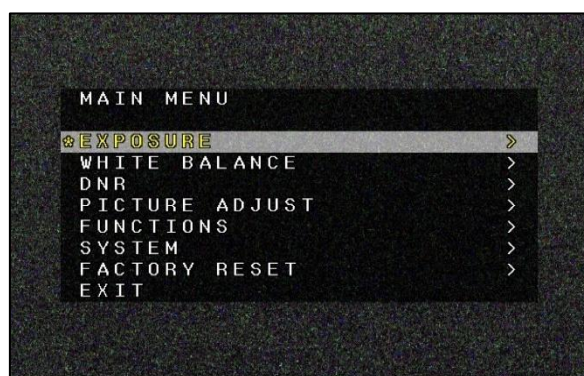 MAIN MENU
*EXPOSURE >
WHITE BALANCE >
DNR >
PICTURE ADJUST >
FUNCTIONS >
SYSTEM >
FACTORY RESET >
EXIT